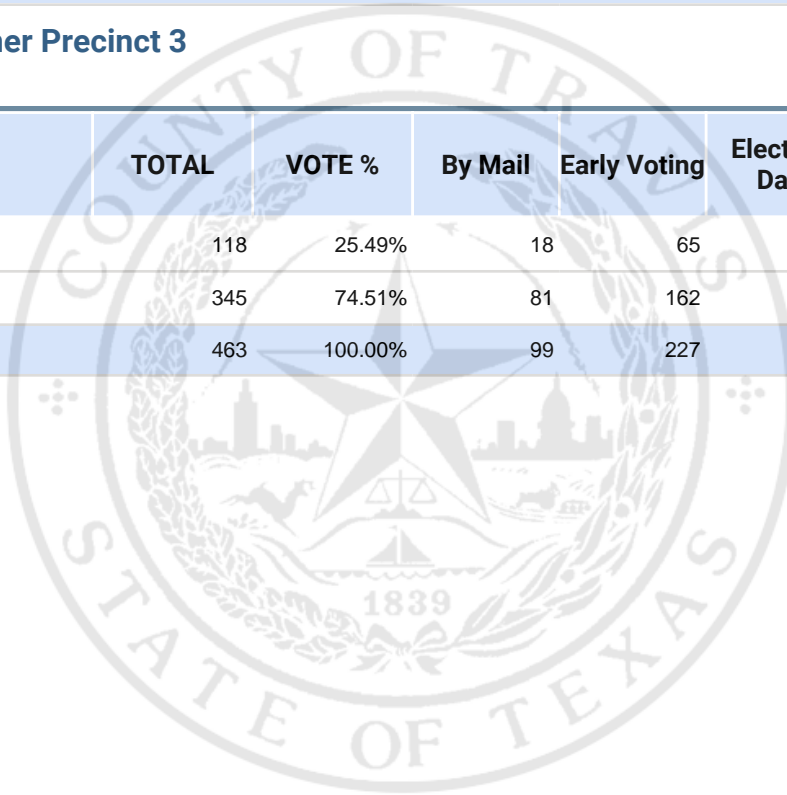 ner Precinct 3
TOTAL VOTE % By Mail Early Voting Elect
Da
118 25.49% 18 65
345 74.51% 81 162
463 100.00% 99 227
COUNTY OF TRAVIS
1839
STATE OF TEXAS